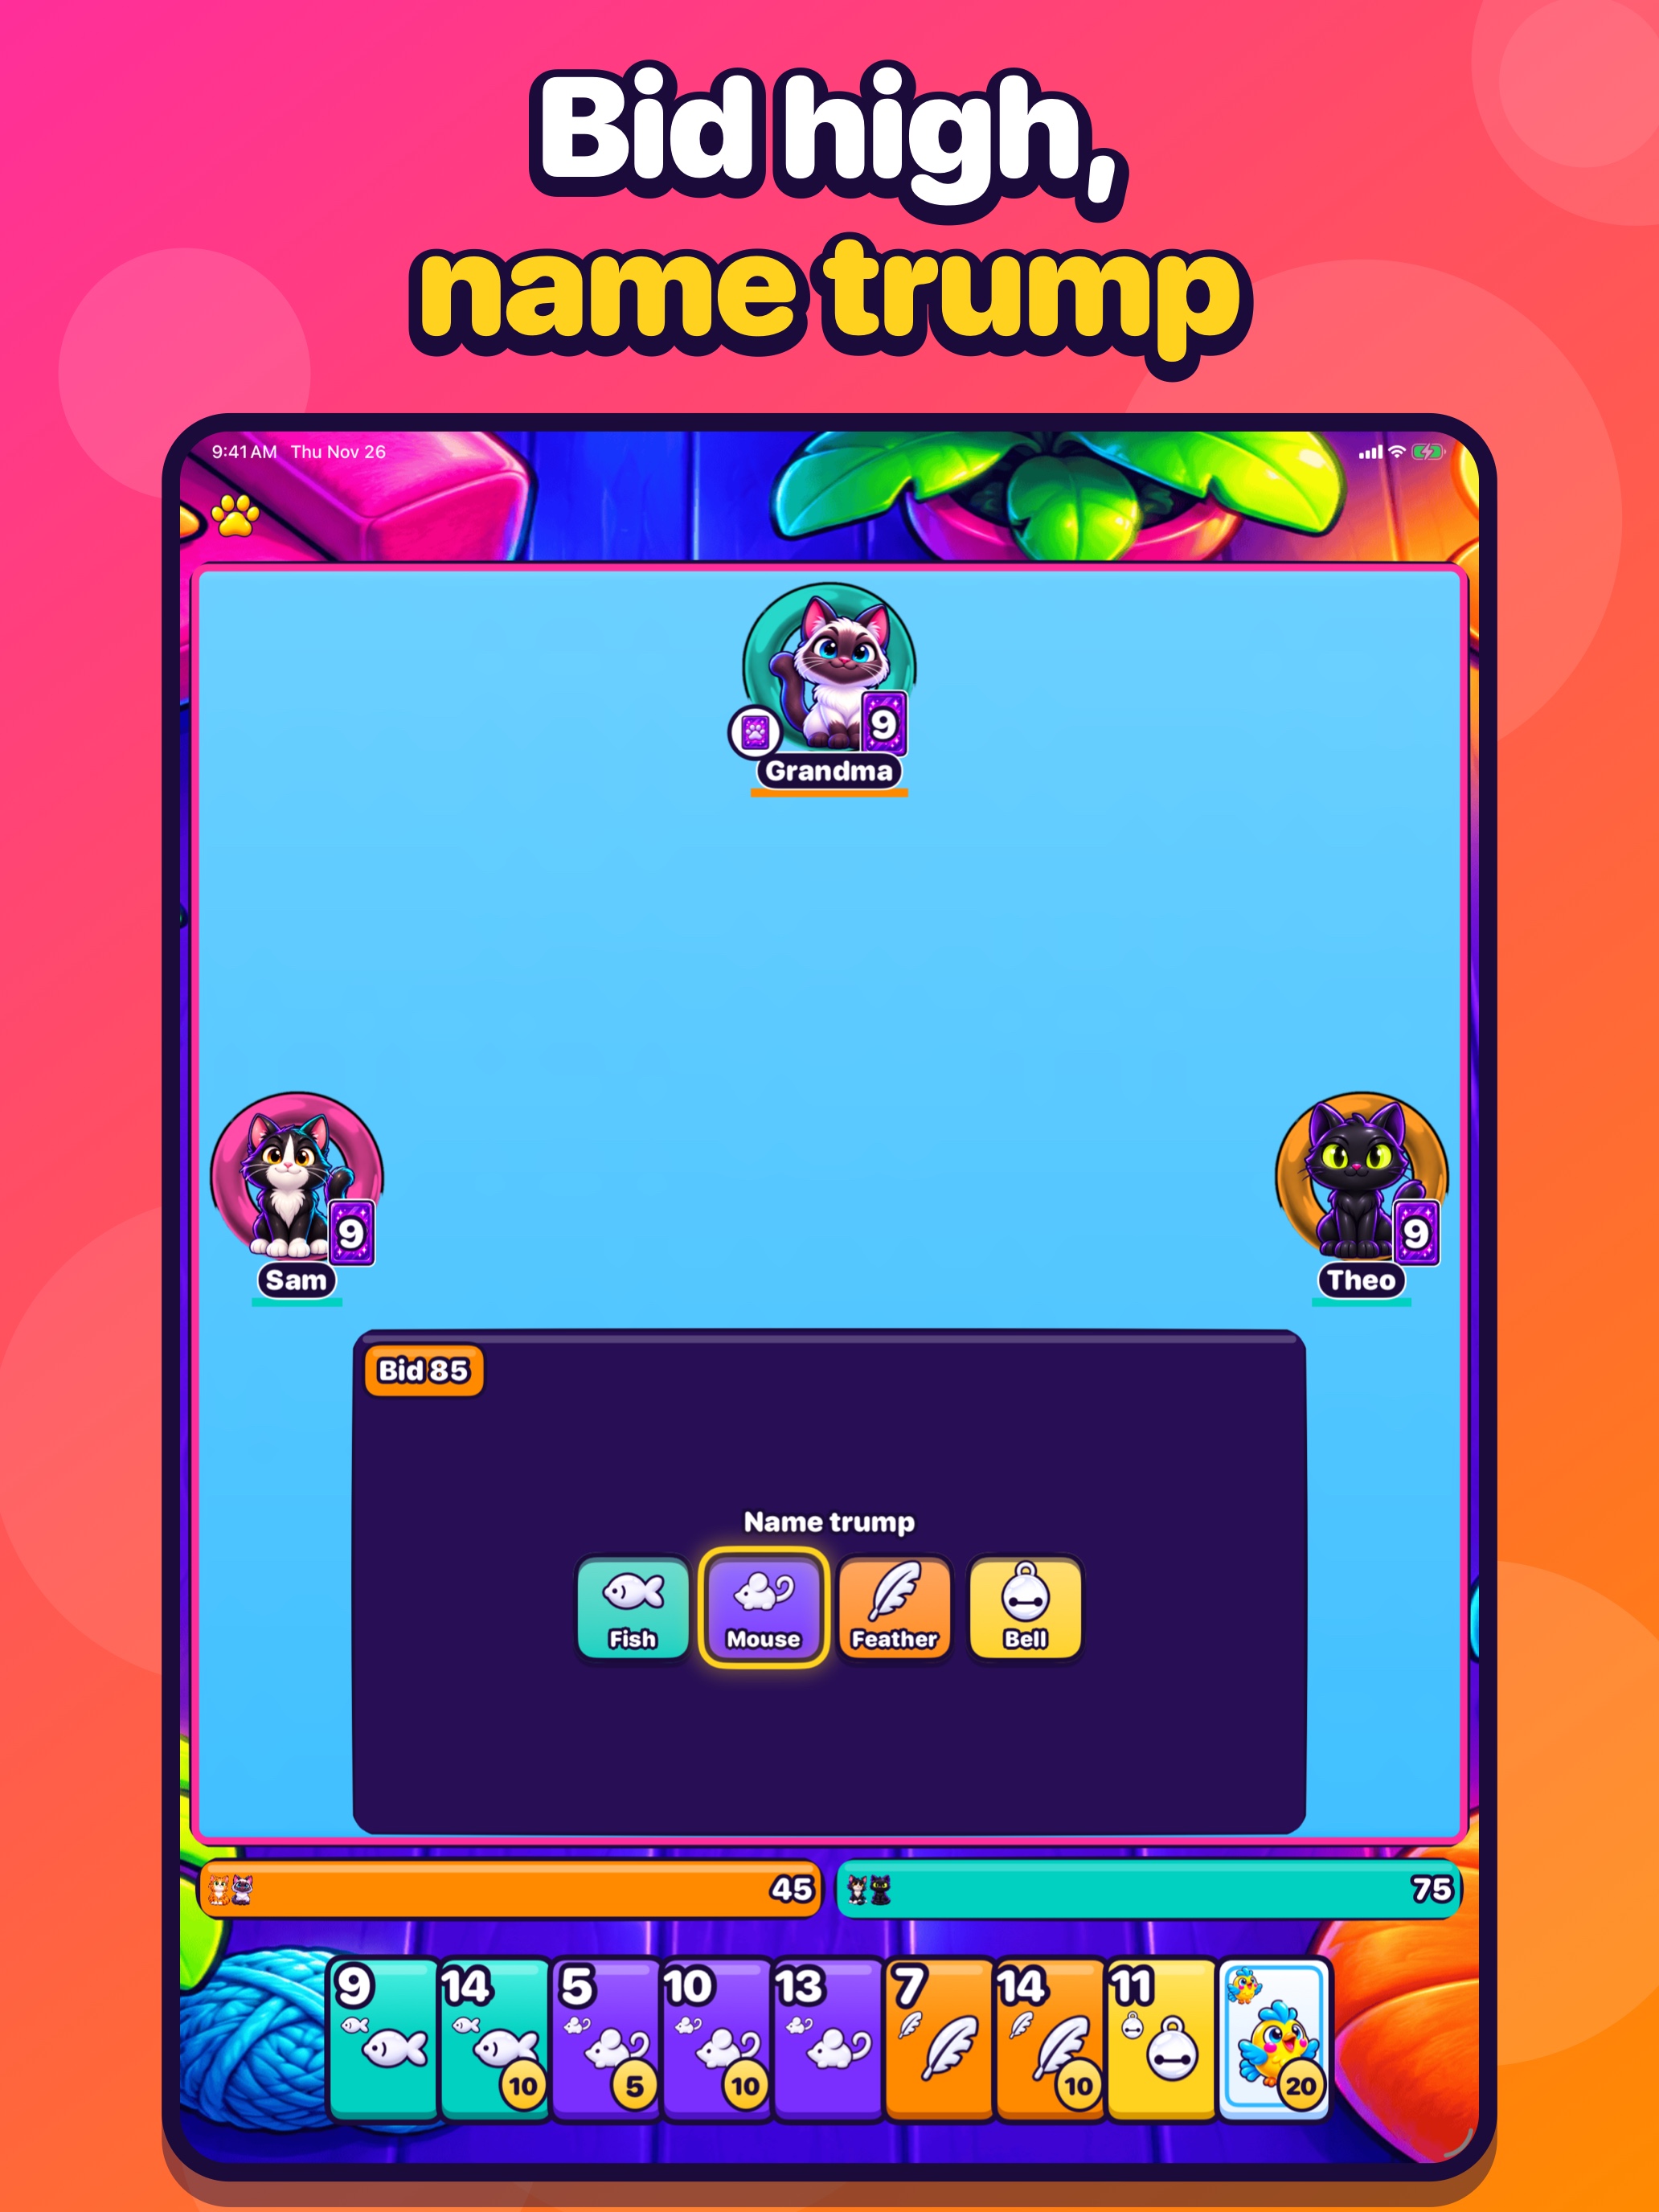 Bid high,
name trump
9:41 AM Thu Nov 26
9
Grandma
9
Sam
9
Theo
Bid 85
Name trump
Fish Mouse Feather Bell
45 75
9 14 5 10 13 7 14 11
10 5 10 10 20